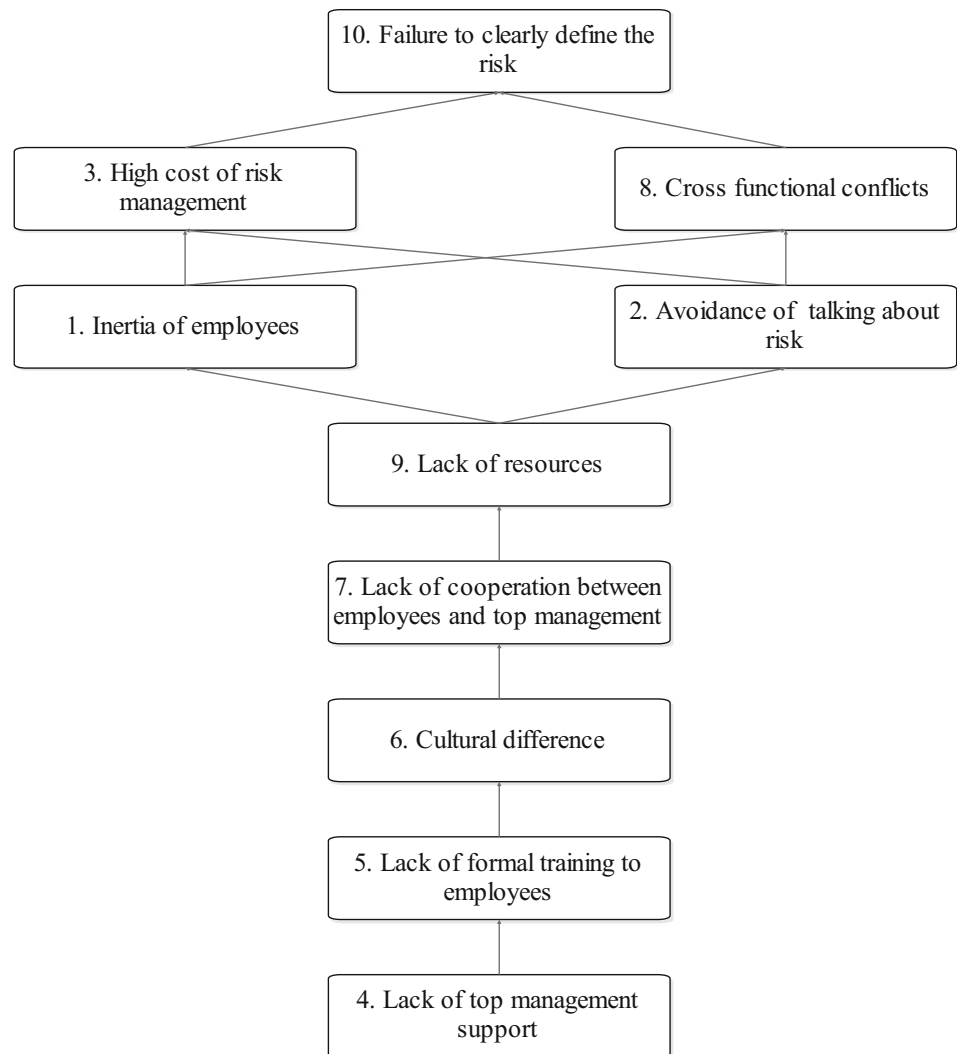 10. Failure to clearly define the
risk
3. High cost of risk
management
8. Cross functional conflicts
1. Inertia of employees
2. Avoidance of talking about
risk
9. Lack of resources
7. Lack of cooperation between
employees and top management
6. Cultural difference
5. Lack of formal training to
employees
4. Lack of top management
support